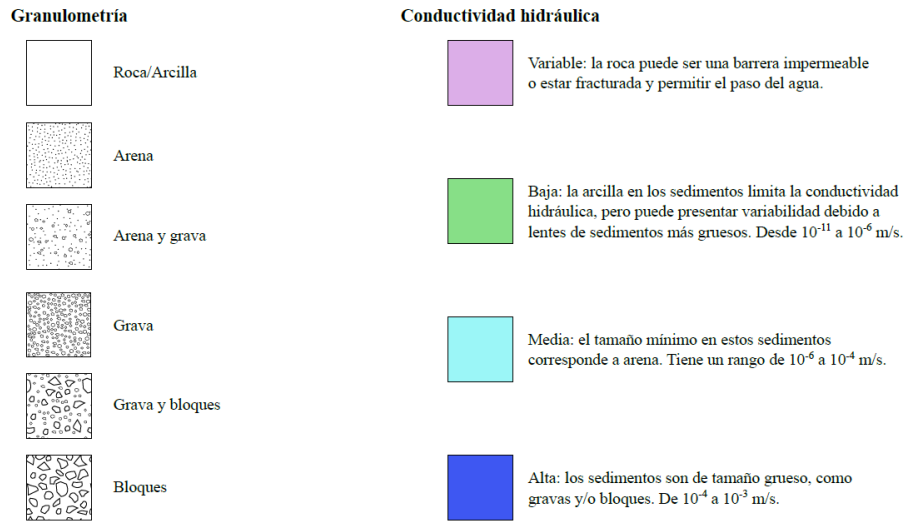 Granulometría
Roca/Arcilla
Arena
Arena y grava
Grava
Grava y bloques
Bloques
Conductividad hidráulica
Variable: la roca puede ser una barrera impermeable
o estar fracturada y permitir el paso del agua.
Baja: la arcilla en los sedimentos limita la conductividad
hidráulica, pero puede presentar variabilidad debido a
lentes de sedimentos más gruesos. Desde 10⁻¹¹ a 10⁻⁶ m/s.
Media: el tamaño mínimo en estos sedimentos
corresponde a arena. Tiene un rango de 10⁻⁶ a 10⁻⁴ m/s.
Alta: los sedimentos son de tamaño grueso, como
gravas y/o bloques. De 10⁻⁴ a 10⁻³ m/s.